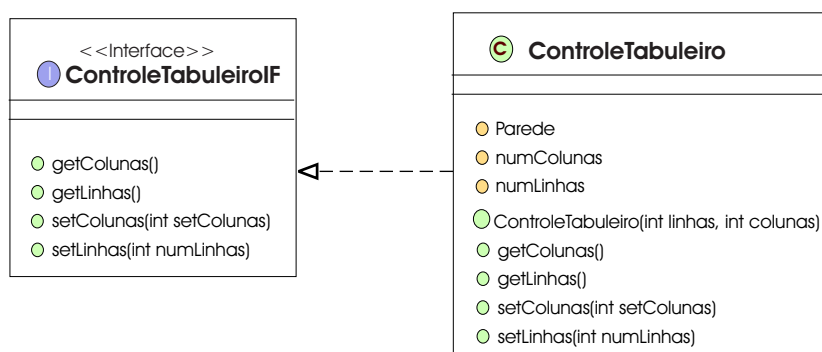 <<Interface>>
I ControleTabuleiroIF
getColunas()
getLinhas()
setColunas(int setColunas)
setLinhas(int numLinhas)
C ControleTabuleiro
Parede
numColunas
numLinhas
ControleTabuleiro(int linhas, int colunas)
getColunas()
getLinhas()
setColunas(int setColunas)
setLinhas(int numLinhas)